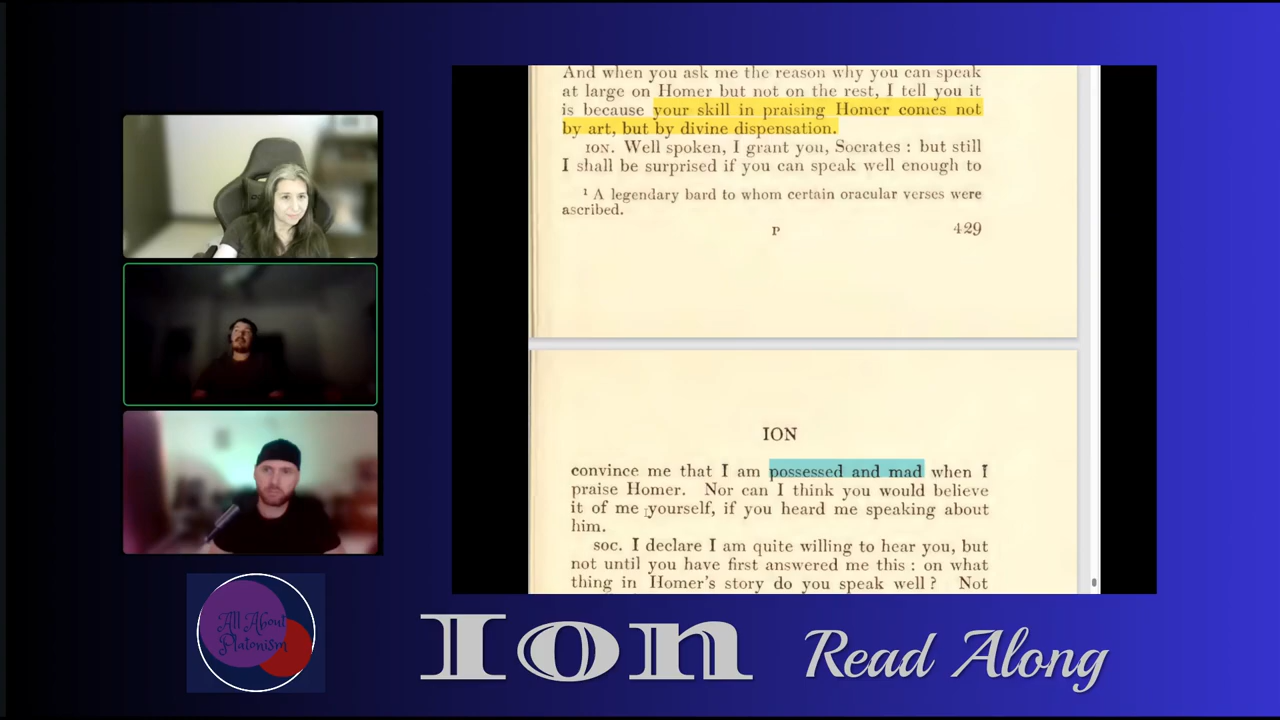 And when you ask me the reason why you can speak
at large on Homer but not on the rest, I tell you it
is because your skill in praising Homer comes not
by art, but by divine dispensation.
ION. Well spoken, I grant you, Socrates : but still
I shall be surprised if you can speak well enough to
¹ A legendary bard to whom certain oracular verses were
ascribed.
P 429
ION
convince me that I am possessed and mad when I
praise Homer. Nor can I think you would believe
it of me yourself, if you heard me speaking about
him.
SOC. I declare I am quite willing to hear you, but
not until you have first answered me this : on what
thing in Homer's story do you speak well ? Not
All About
Platonism
Ion Read Along